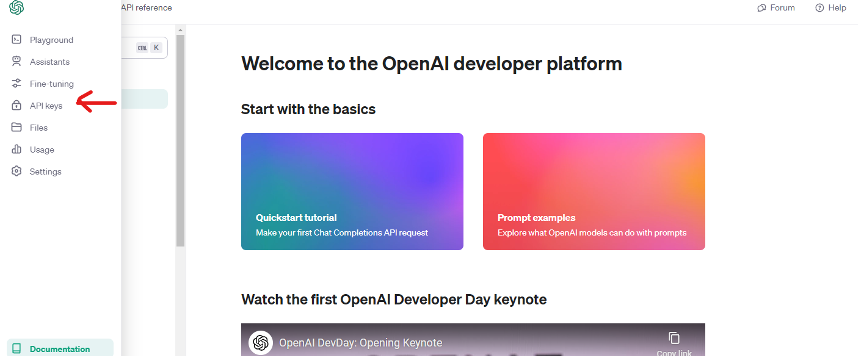 API reference
Forum
Help
Playground
Assistants
Fine-tuning
API keys
Files
Usage
Settings
Documentation
CTRL K
Welcome to the OpenAI developer platform
Start with the basics
Quickstart tutorial
Make your first Chat Completions API request
Prompt examples
Explore what OpenAI models can do with prompts
Watch the first OpenAI Developer Day keynote
OpenAI DevDay: Opening Keynote
Copy link